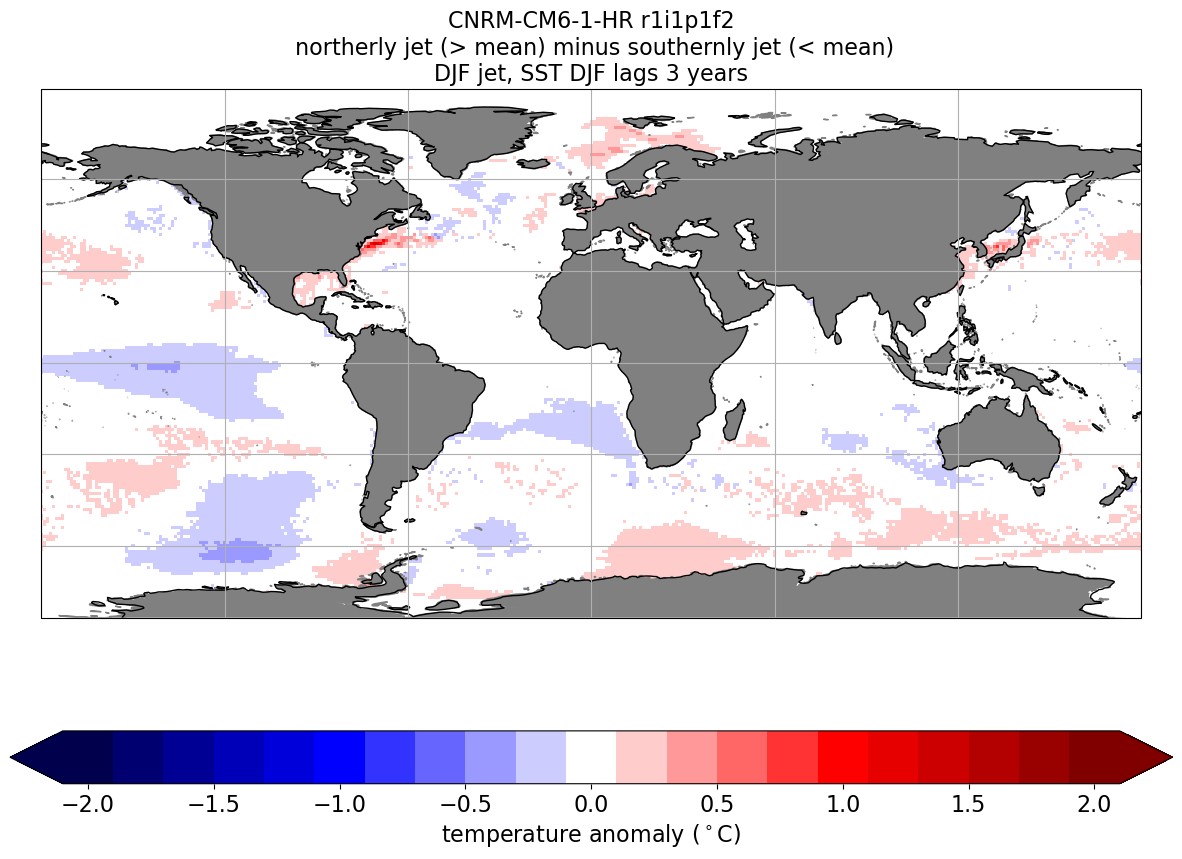 CNRM-CM6-1-HR r1i1p1f2
northerly jet (> mean) minus southernly jet (< mean)
DJF jet, SST DJF lags 3 years
−2.0 −1.5 −1.0 −0.5 0.0 0.5 1.0 1.5 2.0
temperature anomaly (°C)